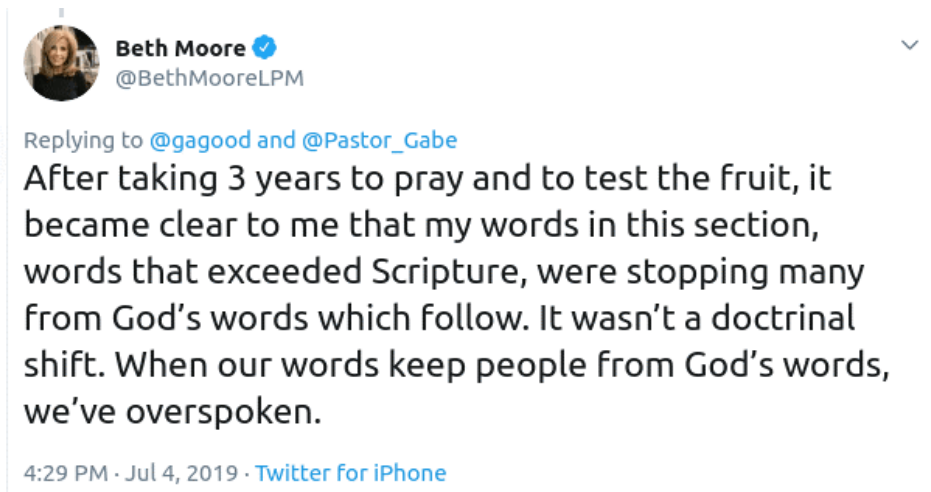 Beth Moore
@BethMooreLPM
Replying to @gagood and @Pastor_Gabe
After taking 3 years to pray and to test the fruit, it
became clear to me that my words in this section,
words that exceeded Scripture, were stopping many
from God’s words which follow. It wasn’t a doctrinal
shift. When our words keep people from God’s words,
we’ve overspoken.
4:29 PM · Jul 4, 2019 · Twitter for iPhone